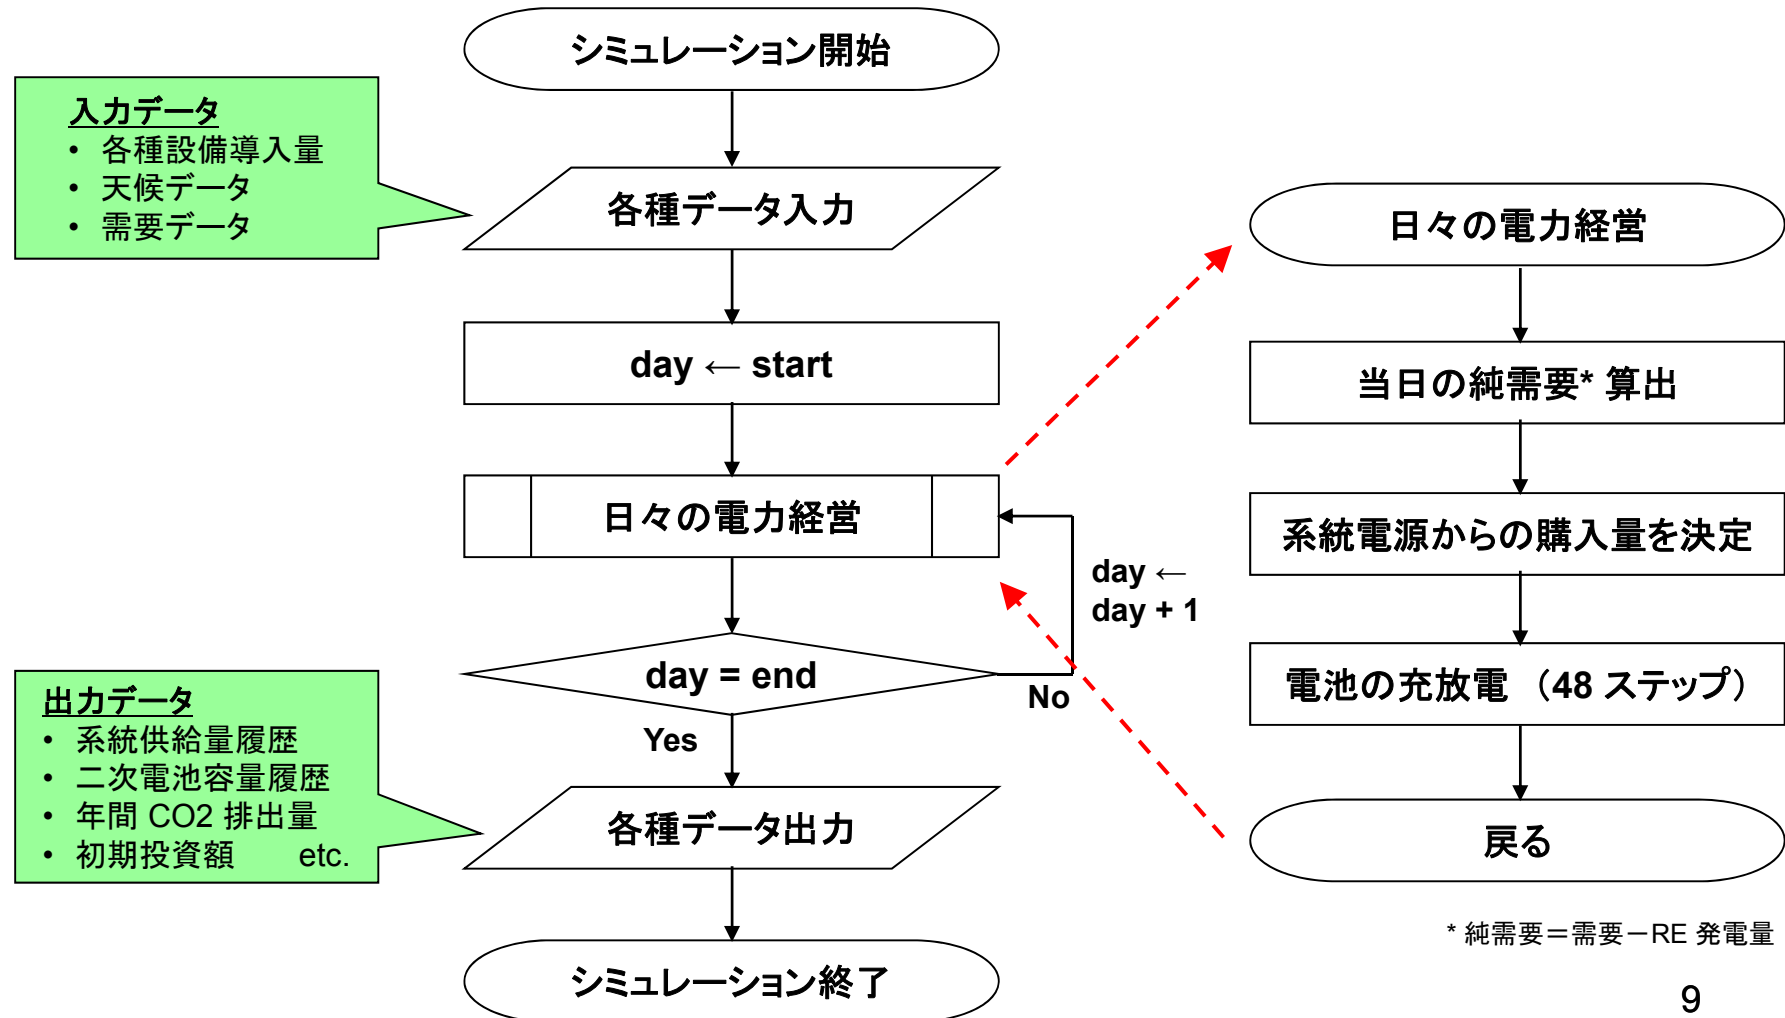 シミュレーション開始
入力データ
• 各種設備導入量
• 天候データ
• 需要データ
各種データ入力
day ← start
日々の電力経営
day ←
day + 1
day = end
No
Yes
出力データ
• 系統供給量履歴
• 二次電池容量履歴
• 年間 CO2 排出量
• 初期投資額 etc.
各種データ出力
シミュレーション終了
日々の電力経営
当日の純需要* 算出
系統電源からの購入量を決定
電池の充放電 （48 ステップ）
戻る
* 純需要＝需要－RE 発電量
9